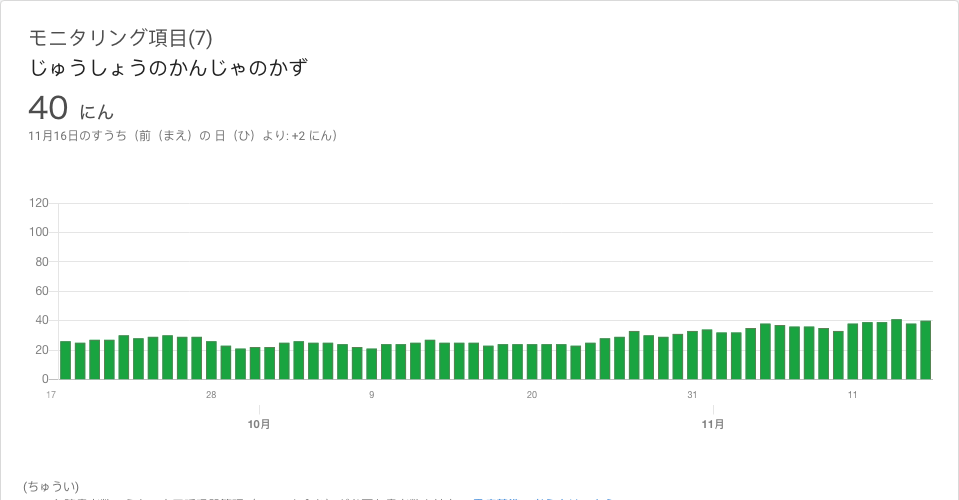 モニタリング項目(7)
じゅうしょうのかんじゃのかず
40 にん
11月16日のすうち（前（まえ）の 日（ひ）より: +2 にん）
120
100
80
60
40
20
0
17 28 9 20 31 11
10月 11月
(ちゅうい)